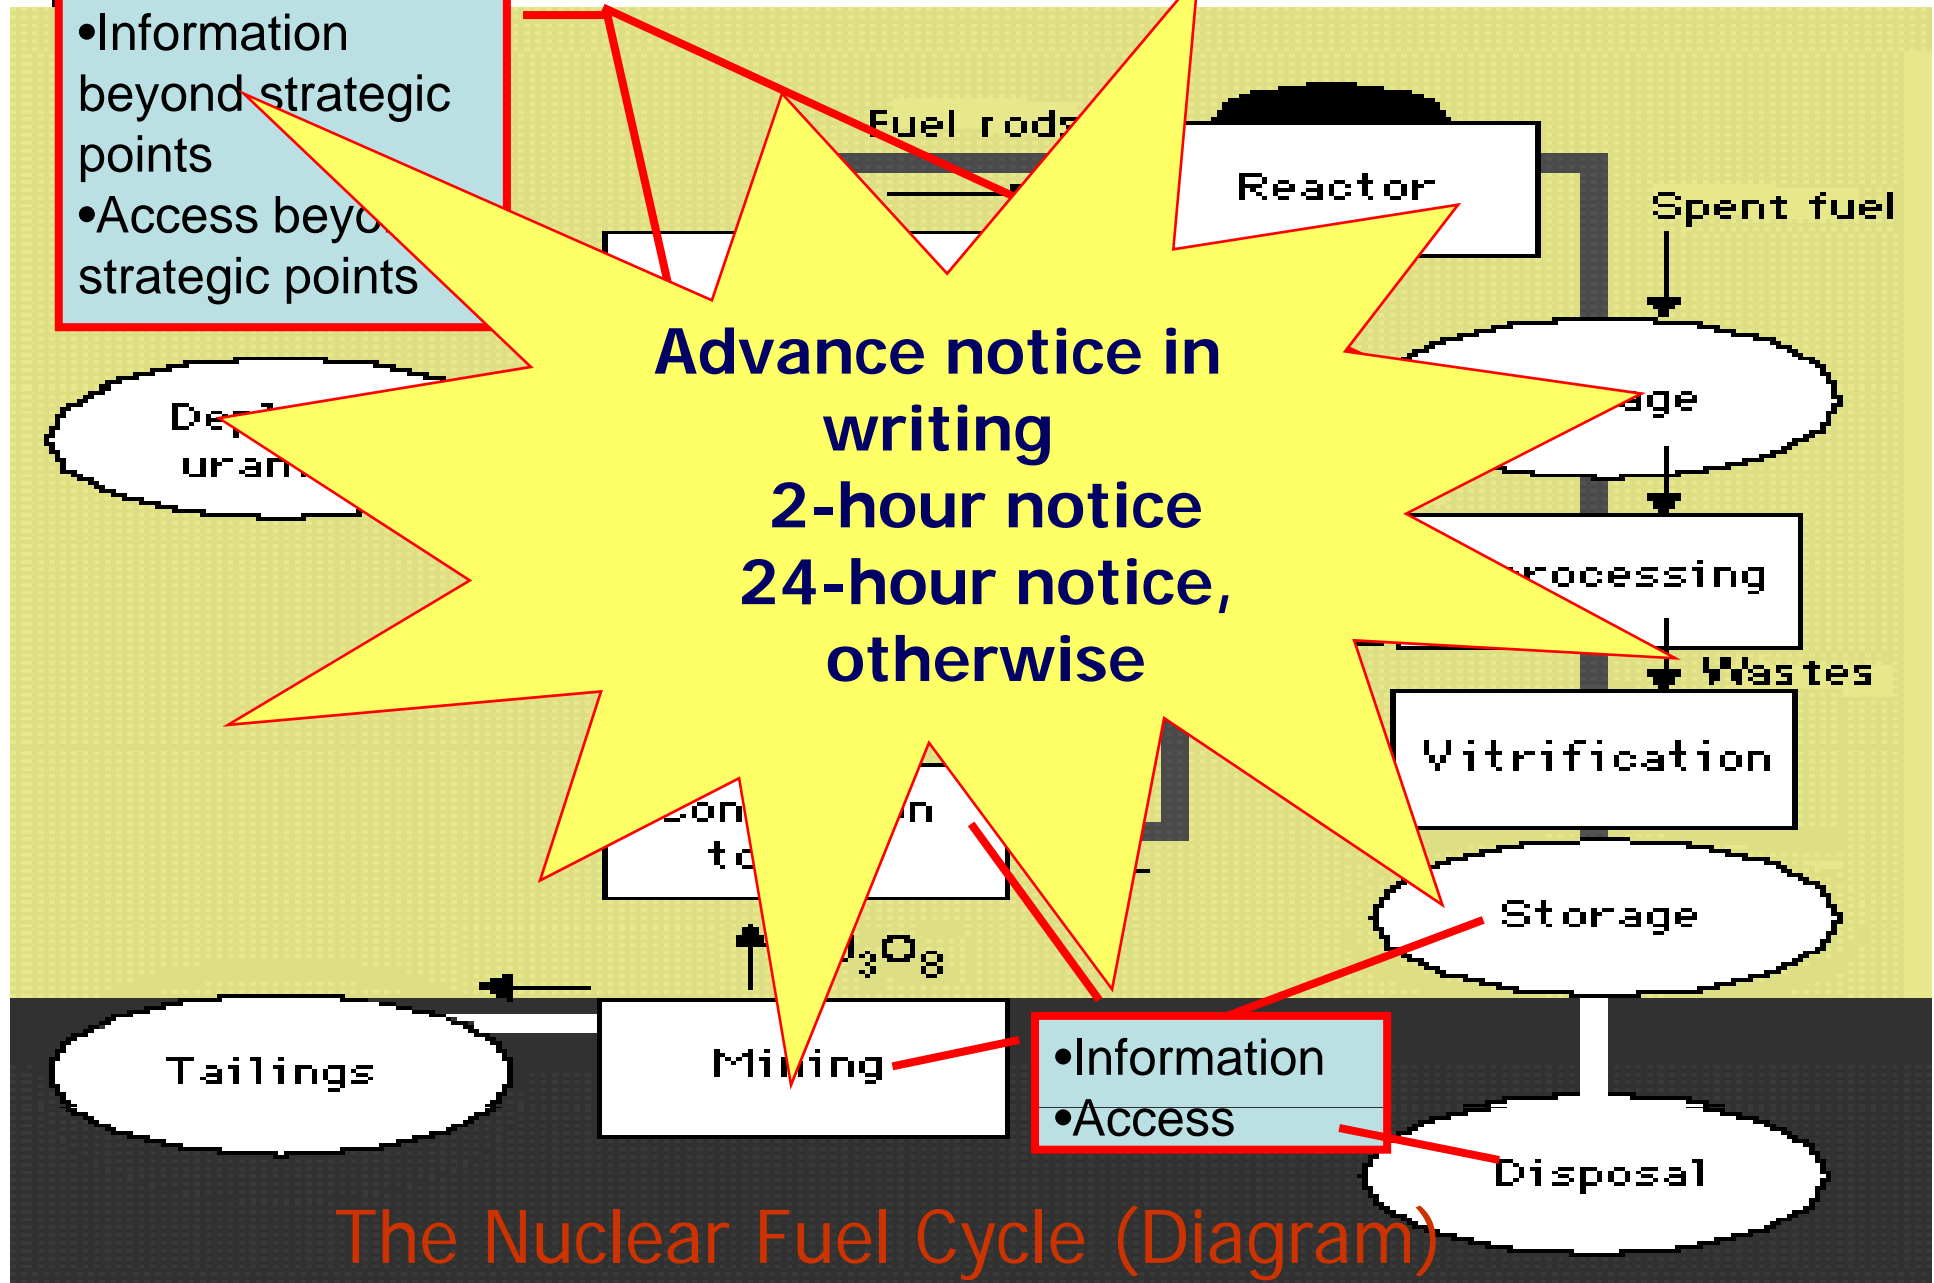 •Information
beyond strategic
points
•Access
strategic points
Fuel rods
Reactor
Spent fuel
Advance notice in
writing
2-hour notice
24-hour notice,
otherwise
Wastes
Vitrification
Storage
Tailings
Mining
•Information
•Access
Disposal
The Nuclear Fuel Cycle (Diagram)